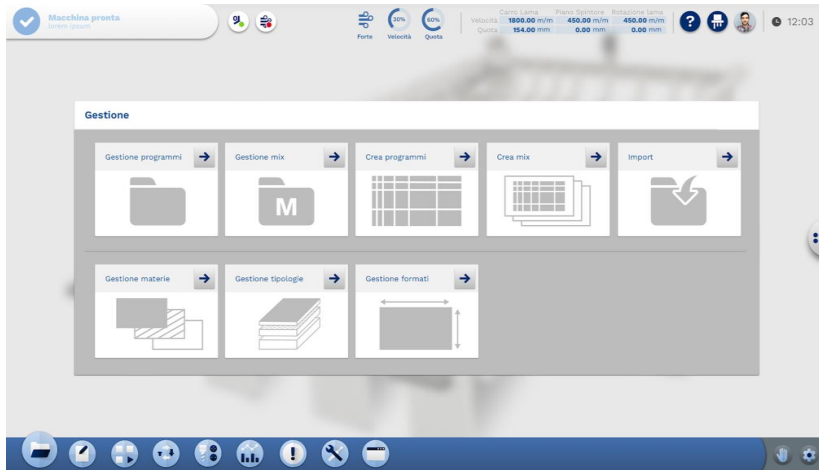 Macchina pronta
lorem ipsum
30%
60%
Forte Velocità Quota
Carro Lama Piano Spintore Rotazione lama
Velocità 1800.00 m/m 450.00 m/m 450.00 m/m
Quota 154.00 mm 0.00 mm 0.00 mm
?
12:03
Gestione
Gestione programmi
Gestione mix
Crea programmi
Crea mix
Import
M
Gestione materie
Gestione tipologie
Gestione formati
!